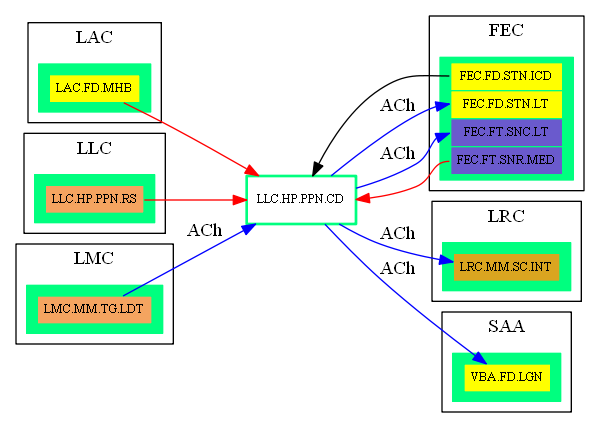 LAC
LAC.FD.MHB
LLC
LLC.HP.PPN.RS
LMC
LMC.MM.TG.LDT
ACh
LLC.HP.PPN.CD
ACh
ACh
ACh
ACh
FEC
FEC.FD.STN.ICD
FEC.FD.STN.LT
FEC.FT.SNC.LT
FEC.FT.SNR.MED
LRC
LRC.MM.SC.INT
SAA
VBA.FD.LGN